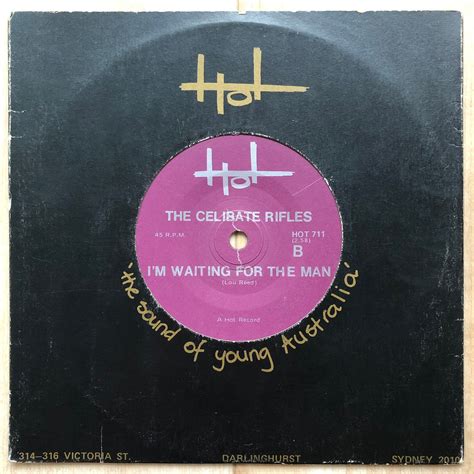 Hot
Hot
THE CELIBATE RIFLES
45 R.P.M.
HOT 711
(2.58)
B
I'M WAITING FOR THE MAN
(Lou Reed)
A Hot Record
'the sound of young Australia'
314-316 VICTORIA ST. DARLINGHURST SYDNEY 2010